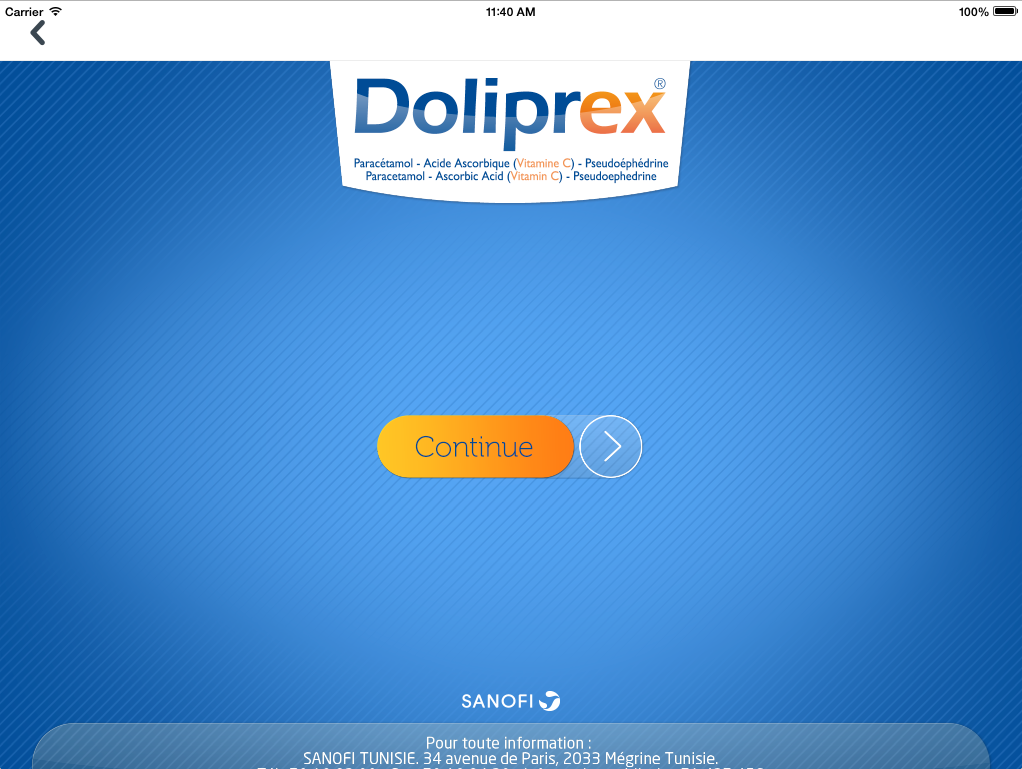 Carrier 11:40 AM 100%
Doliprex®
Paracétamol - Acide Ascorbique (Vitamine C) - Pseudoéphédrine
Paracetamol - Ascorbic Acid (Vitamin C) - Pseudoephedrine
Continue
SANOFI
Pour toute information :
SANOFI TUNISIE. 34 avenue de Paris, 2033 Mégrine Tunisie.